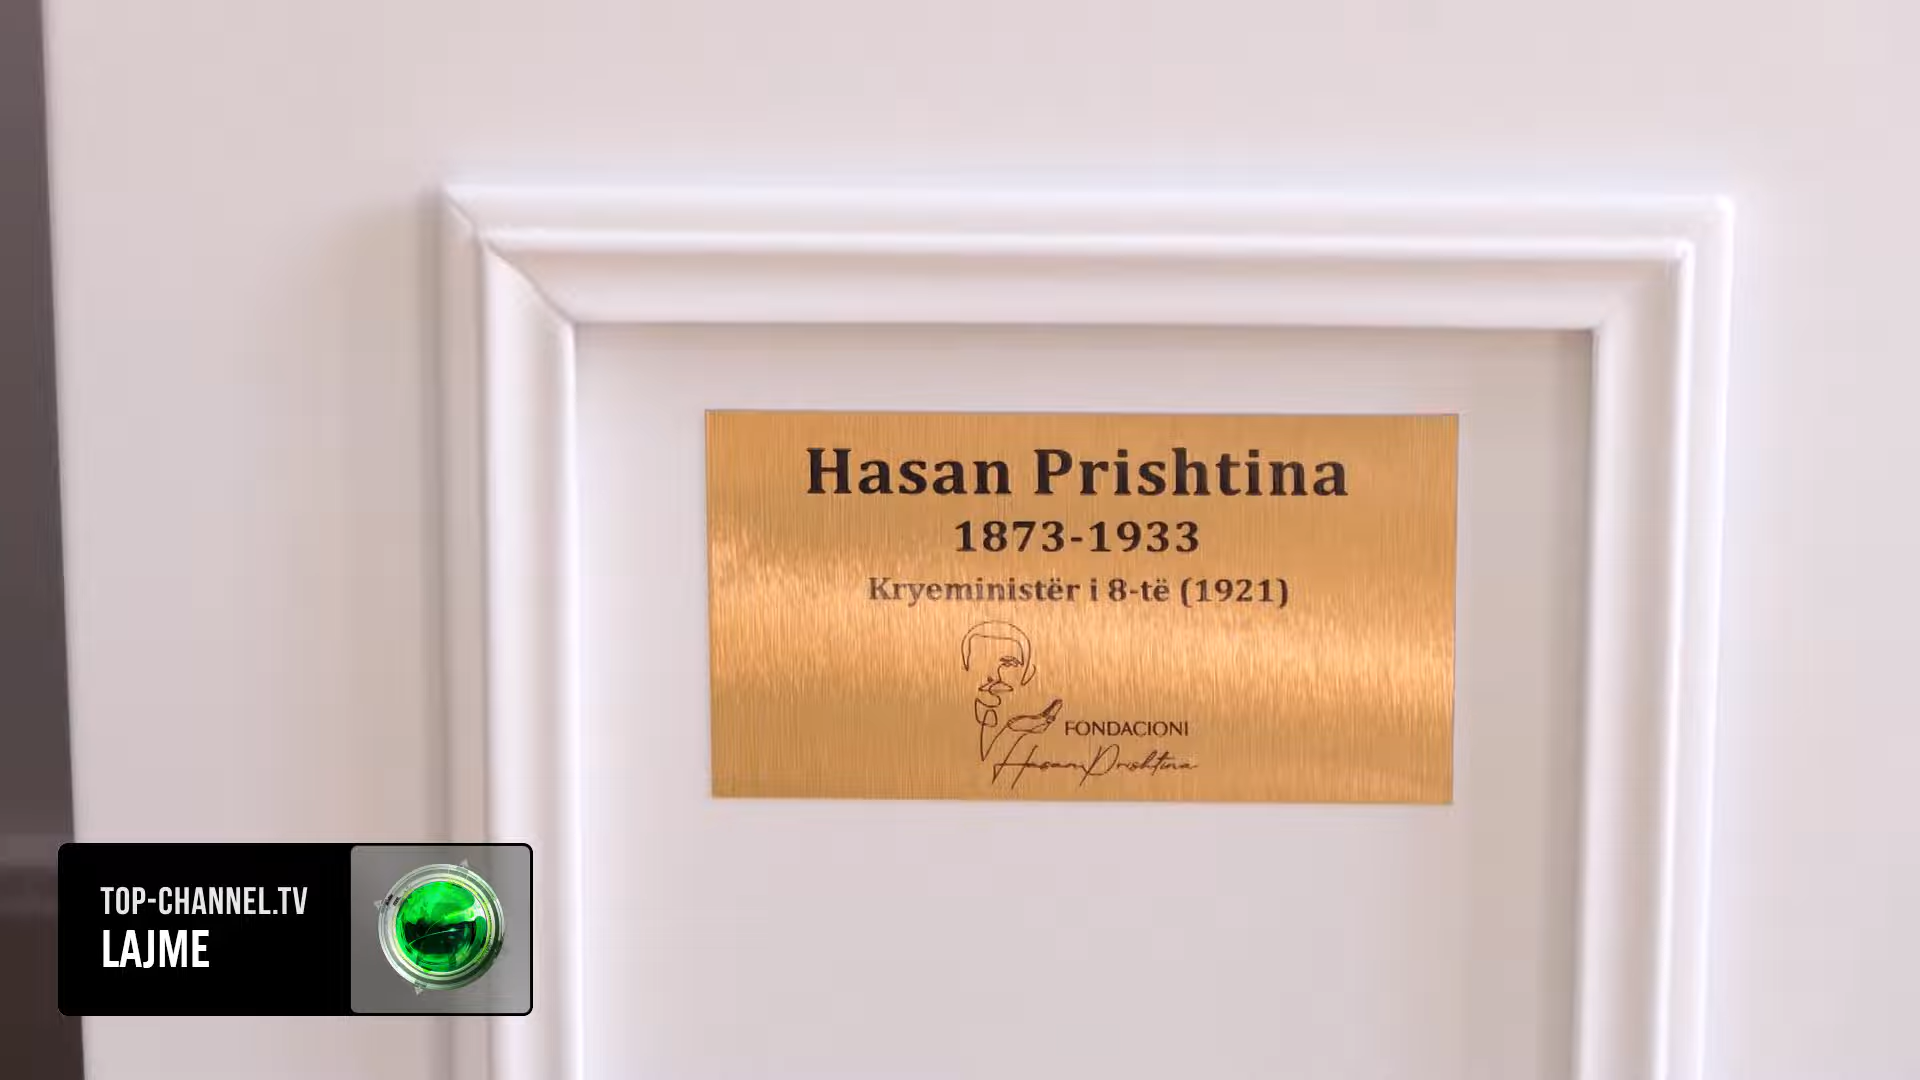 Hasan Prishtina
1873-1933
Kryeministër i 8-të (1921)
FONDACIONI
Hasan Prishtina
TOP-CHANNEL.TV
LAJME